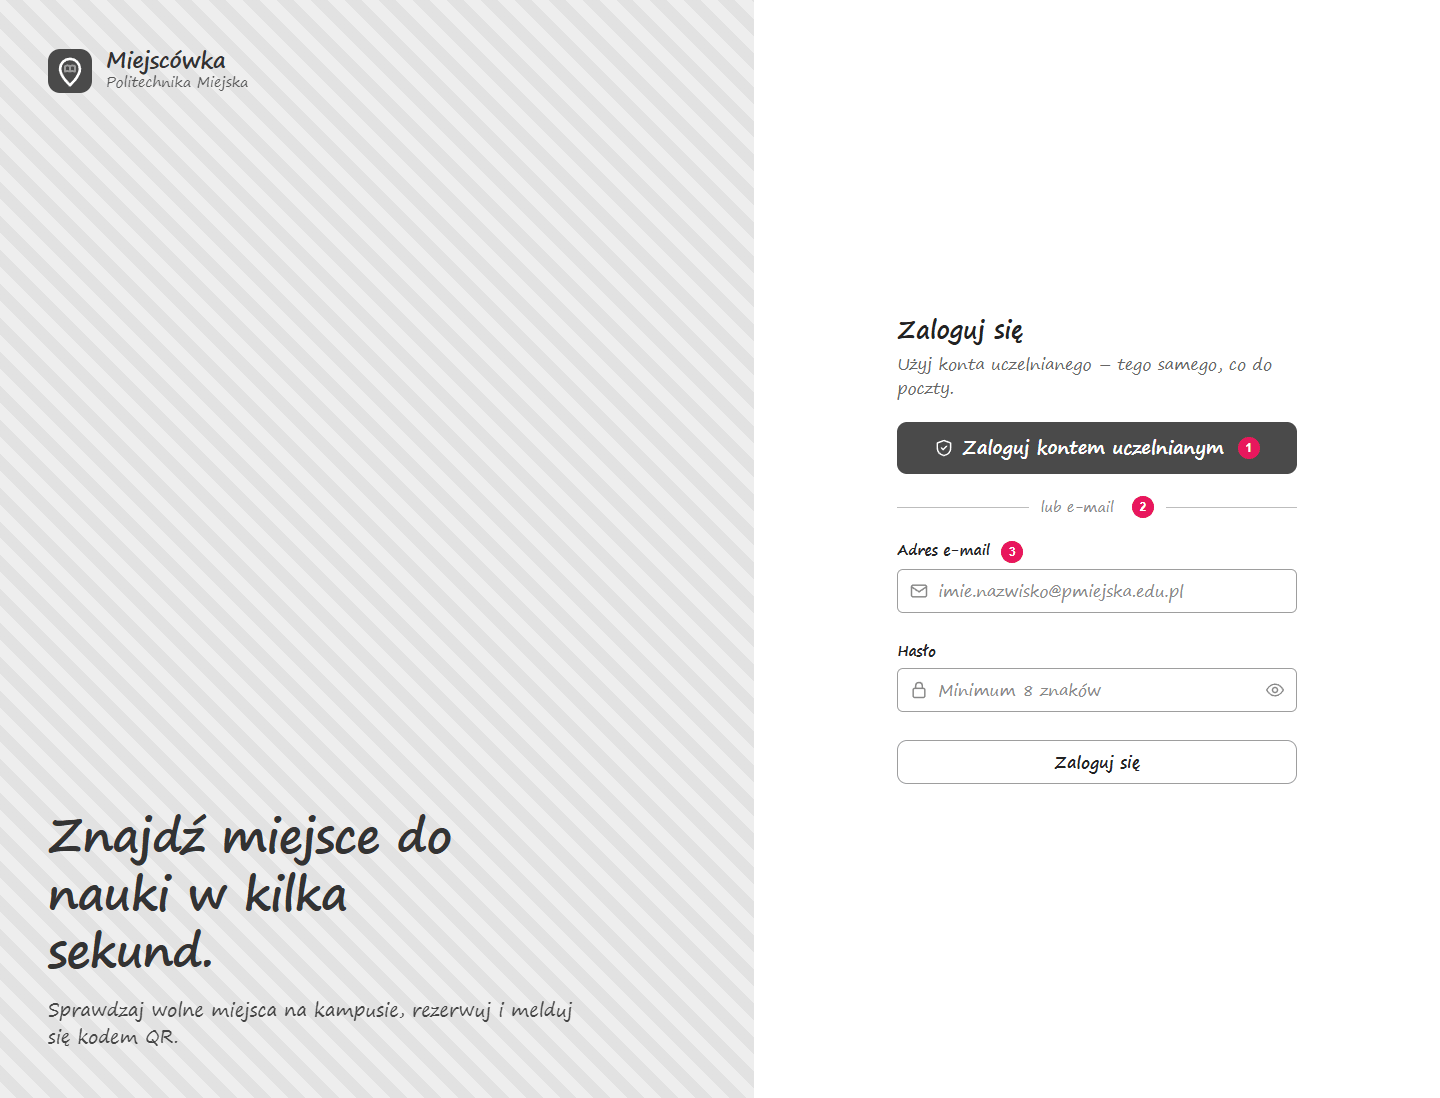 Miejscówka
Politechnika Miejska
Znajdź miejsce do
nauki w kilka
sekund.
Sprawdzaj wolne miejsca na kampusie, rezerwuj i melduj
się kodem QR.
Zaloguj się
Użyj konta uczelnianego – tego samego, co do
poczty.
Zaloguj kontem uczelnianym 1
lub e-mail 2
Adres e-mail 3
imie.nazwisko@pmiejska.edu.pl
Hasło
Minimum 8 znaków
Zaloguj się